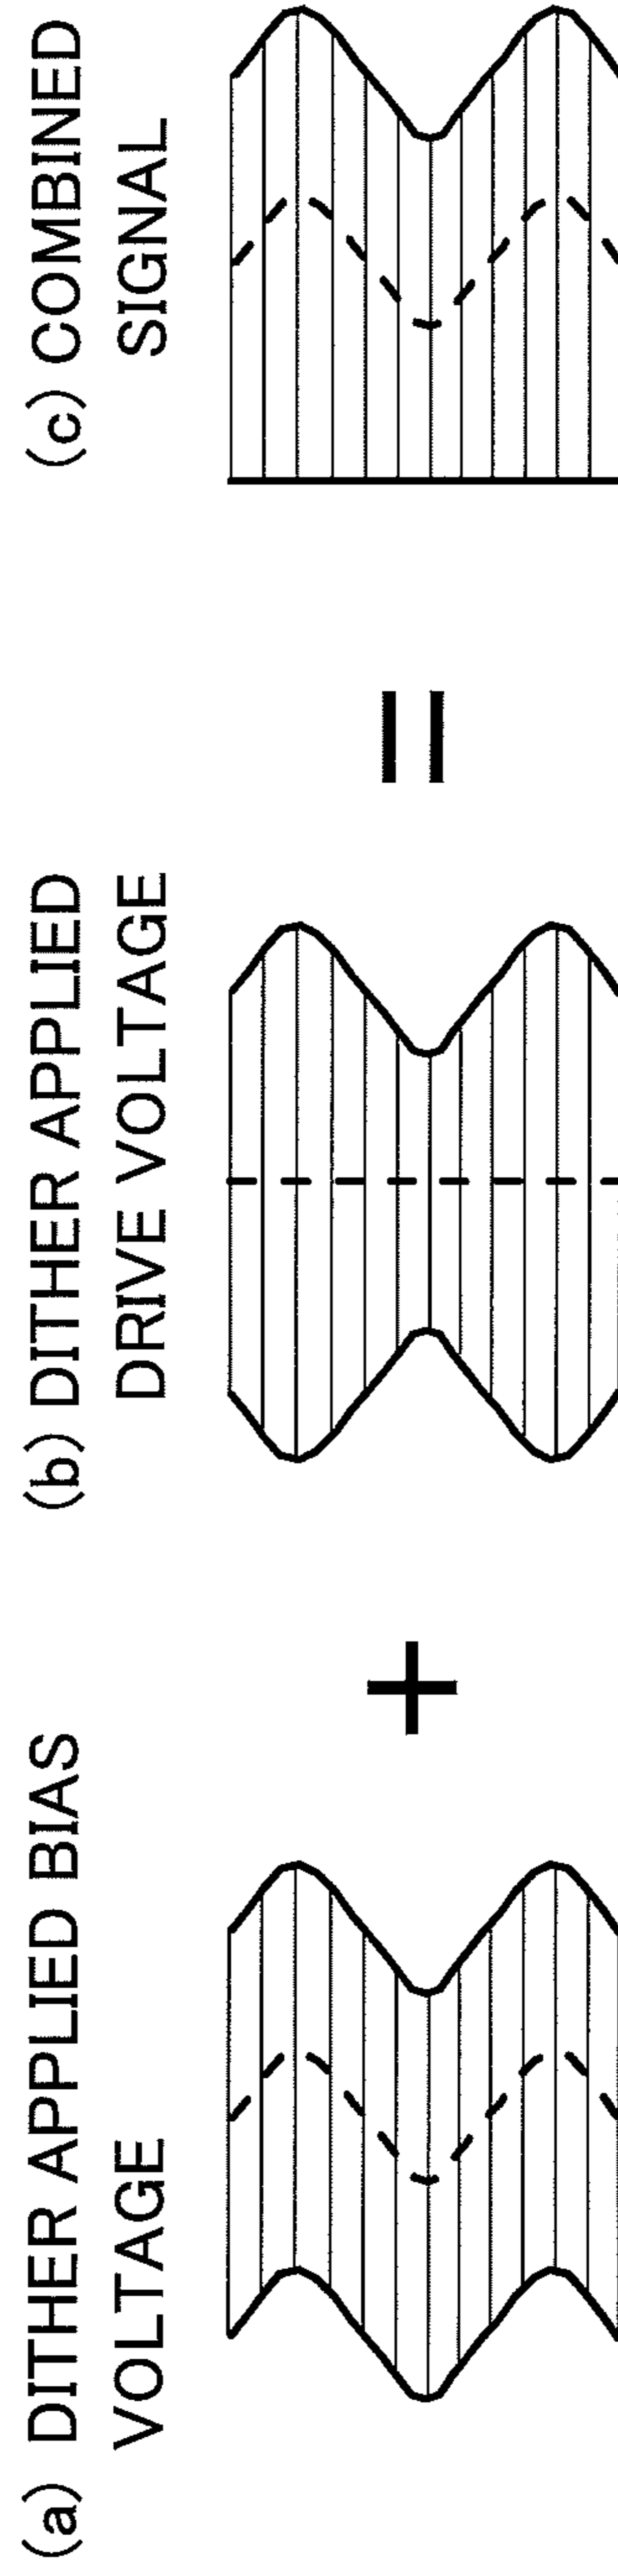 (a) DITHER APPLIED BIAS
VOLTAGE
+
(b) DITHER APPLIED
DRIVE VOLTAGE
=
(c) COMBINED
SIGNAL